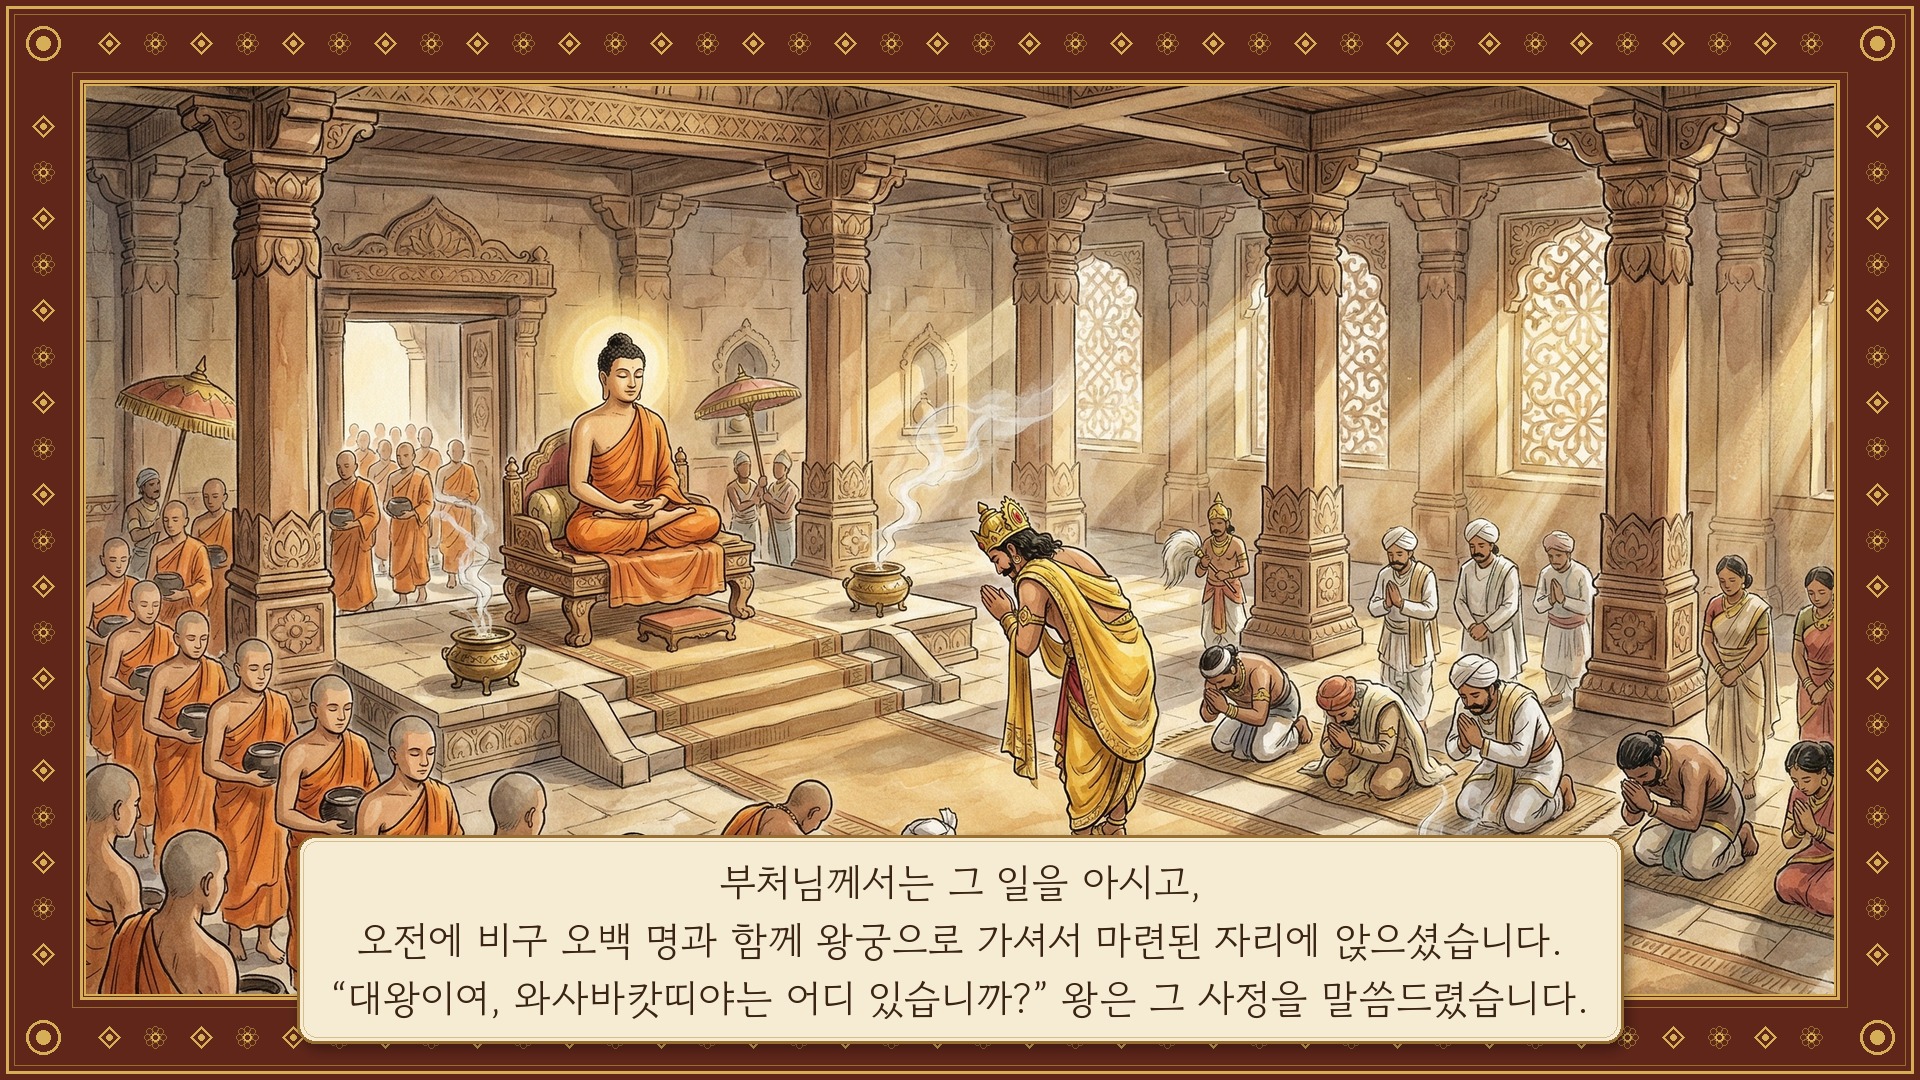 부처님께서는 그 일을 아시고,
오전에 비구 오백 명과 함께 왕궁으로 가셔서 마련된 자리에 앉으셨습니다.
“대왕이여, 와사바캇띠야는 어디 있습니까?” 왕은 그 사정을 말씀드렸습니다.